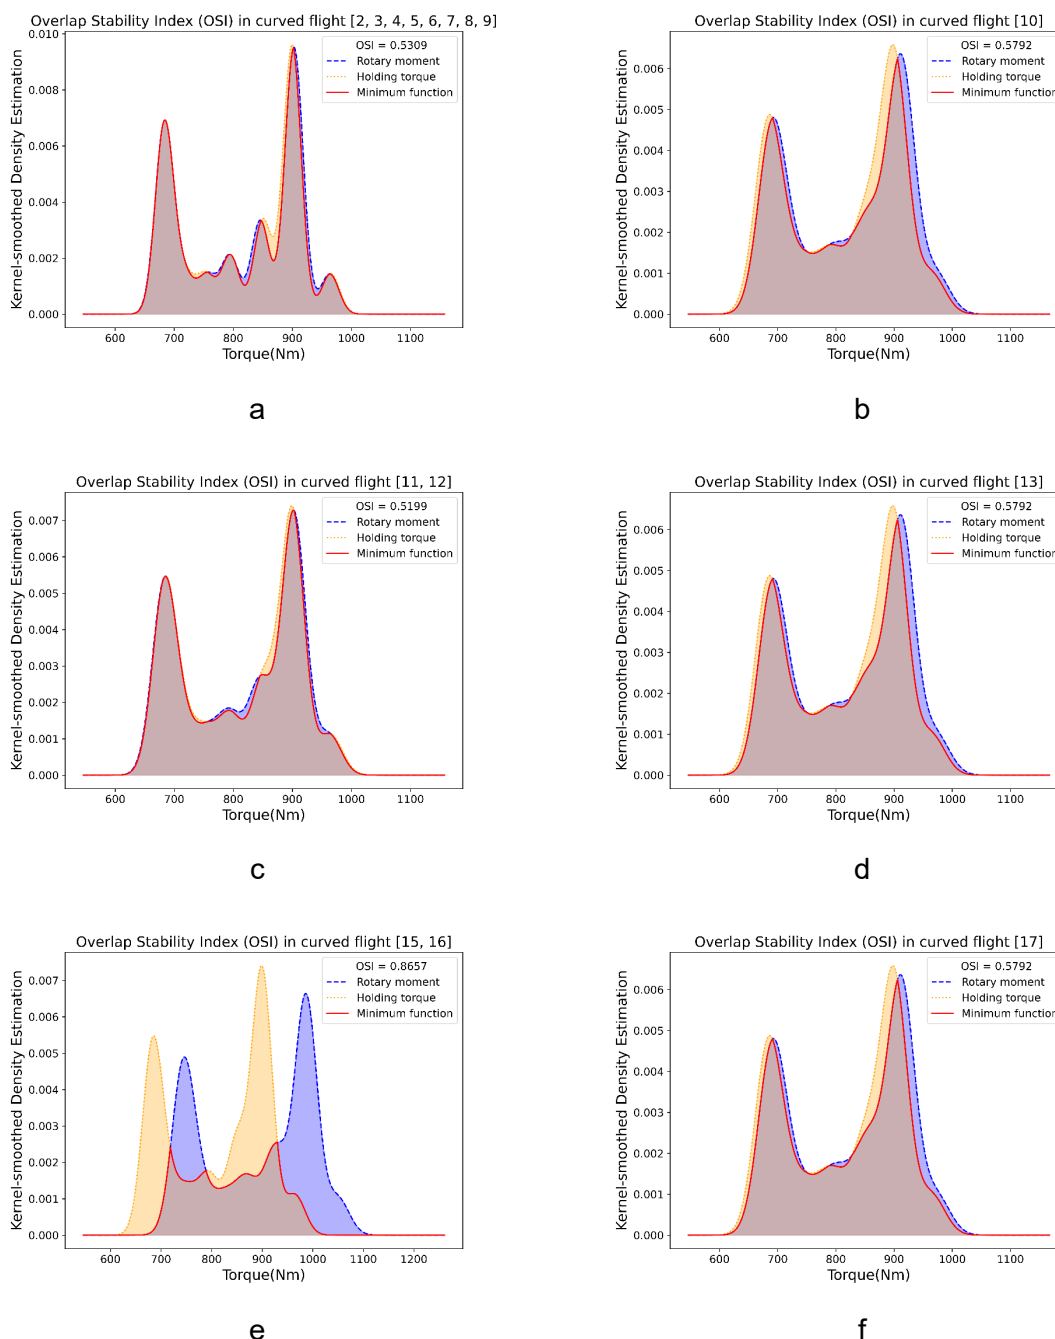 Overlap Stability Index (OSI) in curved flight [2, 3, 4, 5, 6, 7, 8, 9]
OSI = 0.5309
Rotary moment
Holding torque
Minimum function
Kernel-smoothed Density Estimation
0.010
0.008
0.006
0.004
0.002
0.000
600 700 800 900 1000 1100
Torque(Nm)
a
Overlap Stability Index (OSI) in curved flight [10]
OSI = 0.5792
Rotary moment
Holding torque
Minimum function
Kernel-smoothed Density Estimation
0.006
0.005
0.004
0.003
0.002
0.001
0.000
600 700 800 900 1000 1100
Torque(Nm)
b
Overlap Stability Index (OSI) in curved flight [11, 12]
OSI = 0.5199
Rotary moment
Holding torque
Minimum function
Kernel-smoothed Density Estimation
0.007
0.006
0.005
0.004
0.003
0.002
0.001
0.000
600 700 800 900 1000 1100
Torque(Nm)
c
Overlap Stability Index (OSI) in curved flight [13]
OSI = 0.5792
Rotary moment
Holding torque
Minimum function
Kernel-smoothed Density Estimation
0.006
0.005
0.004
0.003
0.002
0.001
0.000
600 700 800 900 1000 1100
Torque(Nm)
d
Overlap Stability Index (OSI) in curved flight [15, 16]
OSI = 0.8657
Rotary moment
Holding torque
Minimum function
Kernel-smoothed Density Estimation
0.007
0.006
0.005
0.004
0.003
0.002
0.001
0.000
600 700 800 900 1000 1100 1200
Torque(Nm)
e
Overlap Stability Index (OSI) in curved flight [17]
OSI = 0.5792
Rotary moment
Holding torque
Minimum function
Kernel-smoothed Density Estimation
0.006
0.005
0.004
0.003
0.002
0.001
0.000
600 700 800 900 1000 1100
Torque(Nm)
f